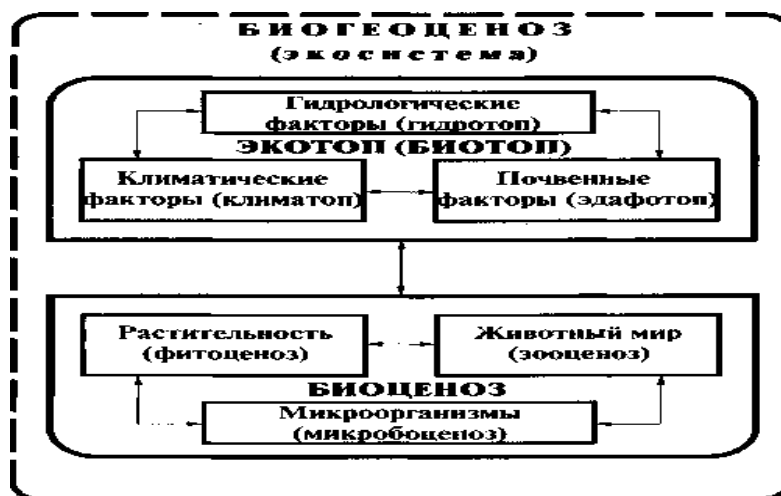 БИОГЕОЦЕНОЗ
(экосистема)
Гидрологические
факторы (гидротоп)
ЭКОТОП (БИОТОП)
Климатические
факторы (климатоп)
Почвенные
факторы (эдафотоп)
Растительность
(фитоценоз)
Животный мир
(зооценоз)
БИОЦЕНОЗ
Микроорганизмы
(микробоценоз)